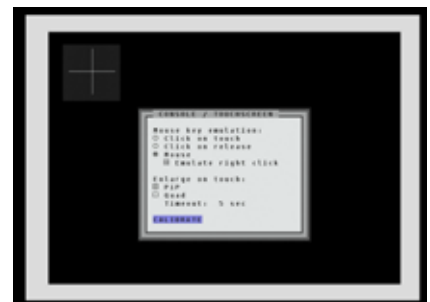 CONSOLE / TOUCHSCREEN
Mouse key emulation:
Click on touch
Click on release
Mouse
Emulate right click
Enlarge on touch:
PiP
Quad
Timeout: 5 sec
CALIBRATE